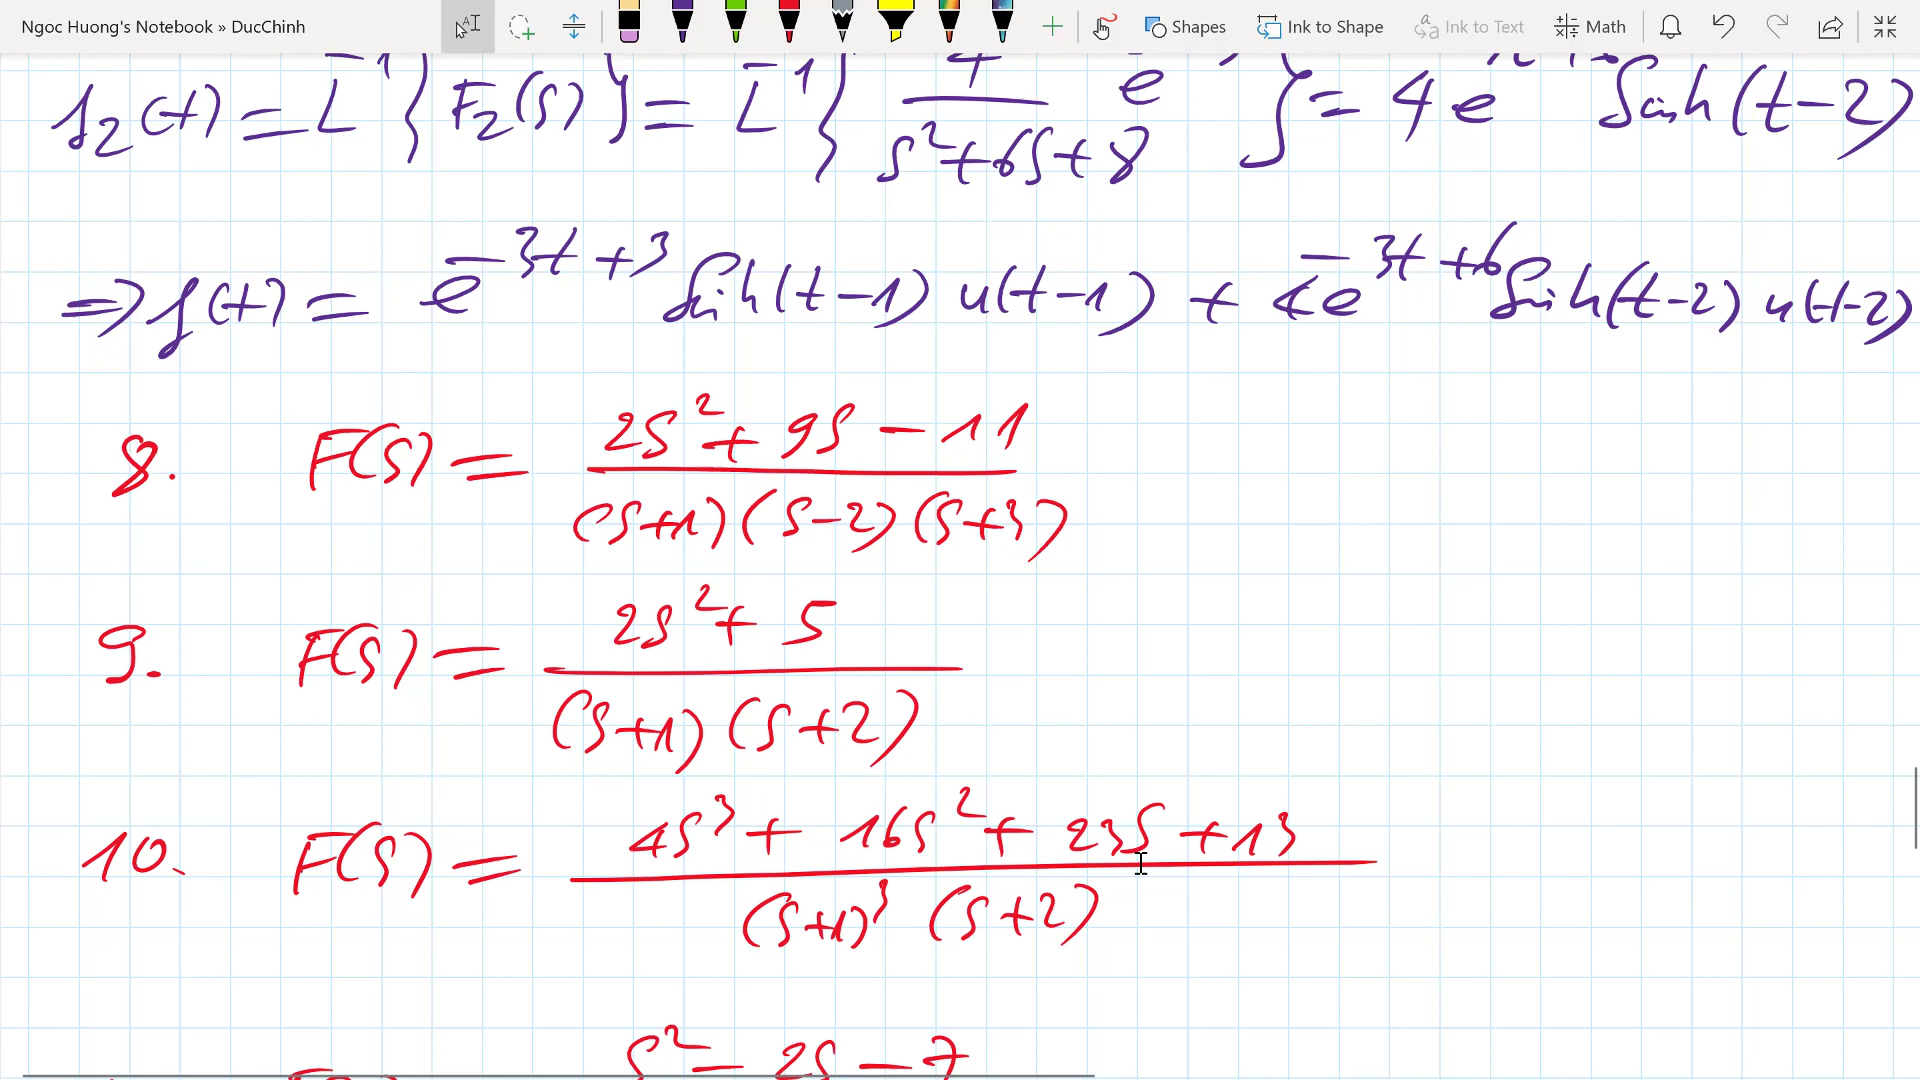 Ngoc Huong's Notebook » DucChinh Shapes Ink to Shape Ink to Text Math
f₂(t) = L⁻¹{F₂(s)} = L⁻¹{4/(s²+6s+8) e } = 4e sinh(t-2)
⇒ f(t) = e^(-3t+3) sinh(t-1) u(t-1) + 4e^(-3t+6) sinh(t-2) u(t-2)
8. F(s) = (2s² + 9s - 11)/((s+1)(s-2)(s+3))
9. F(s) = (2s² + 5)/((s+1)(s+2))
10. F(s) = (4s³ + 16s² + 23s + 13)/((s+1)³(s+2))
s² - 2s - 7